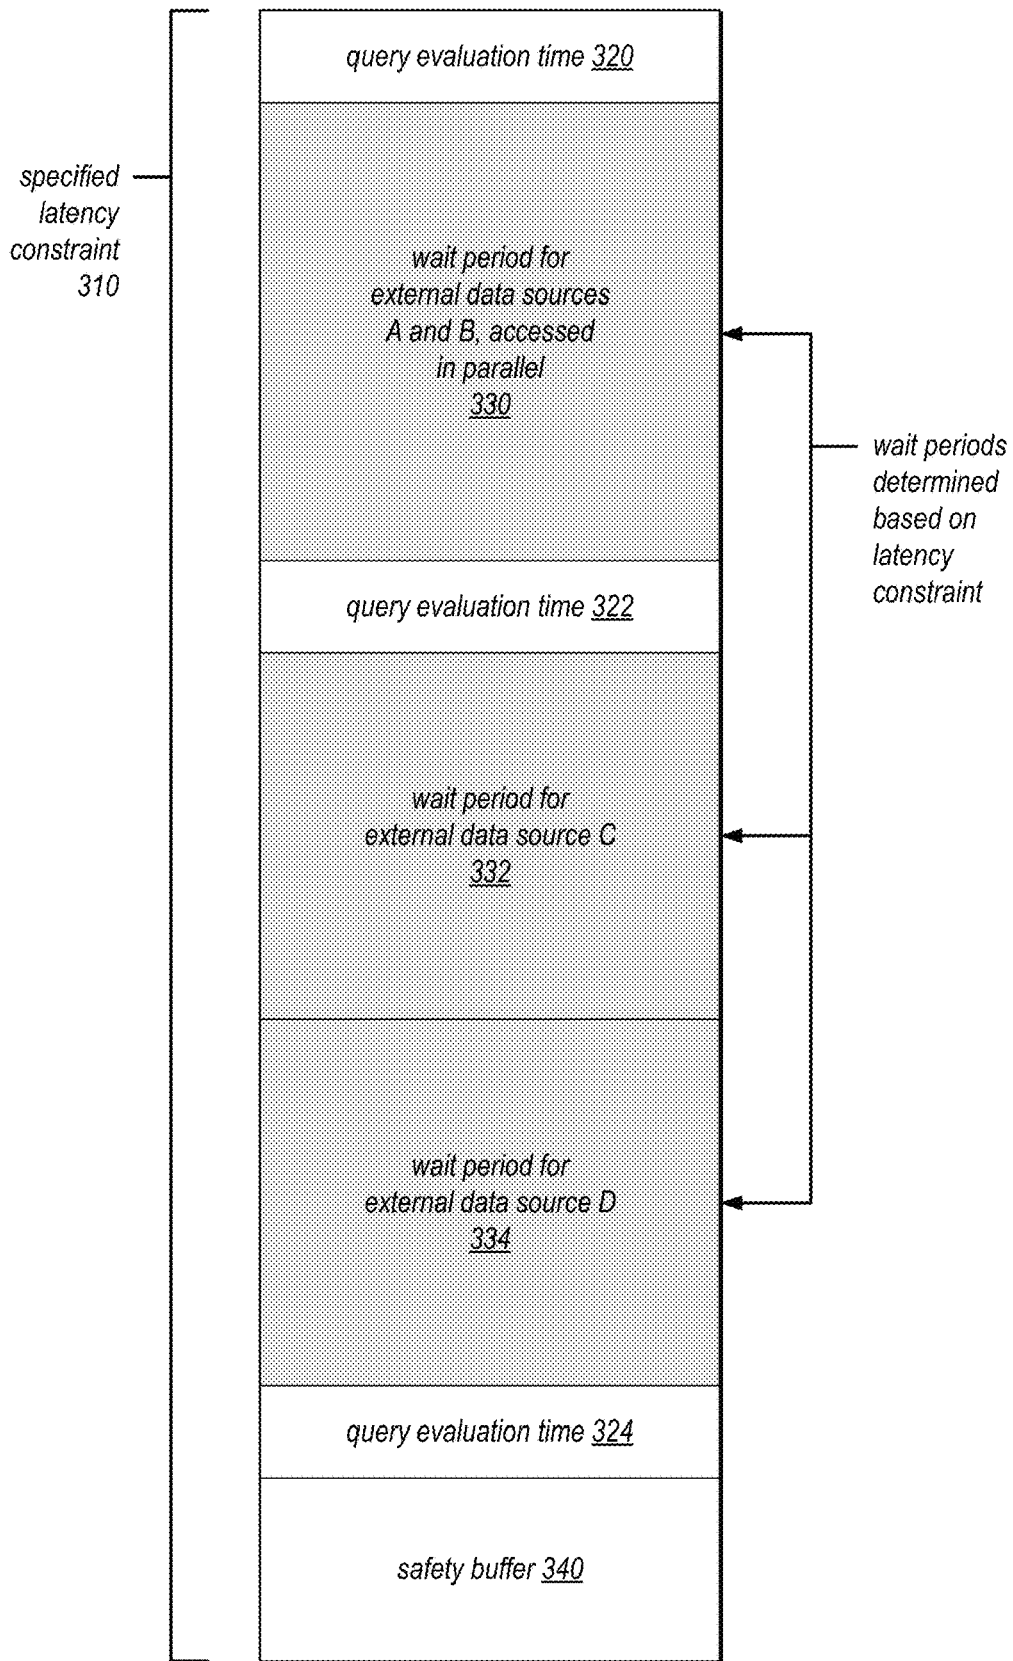 query evaluation time 320
specified
latency
constraint
310
wait period for
external data sources
A and B, accessed
in parallel
330
wait periods
determined
based on
latency
constraint
query evaluation time 322
wait period for
external data source C
332
wait period for
external data source D
334
query evaluation time 324
safety buffer 340